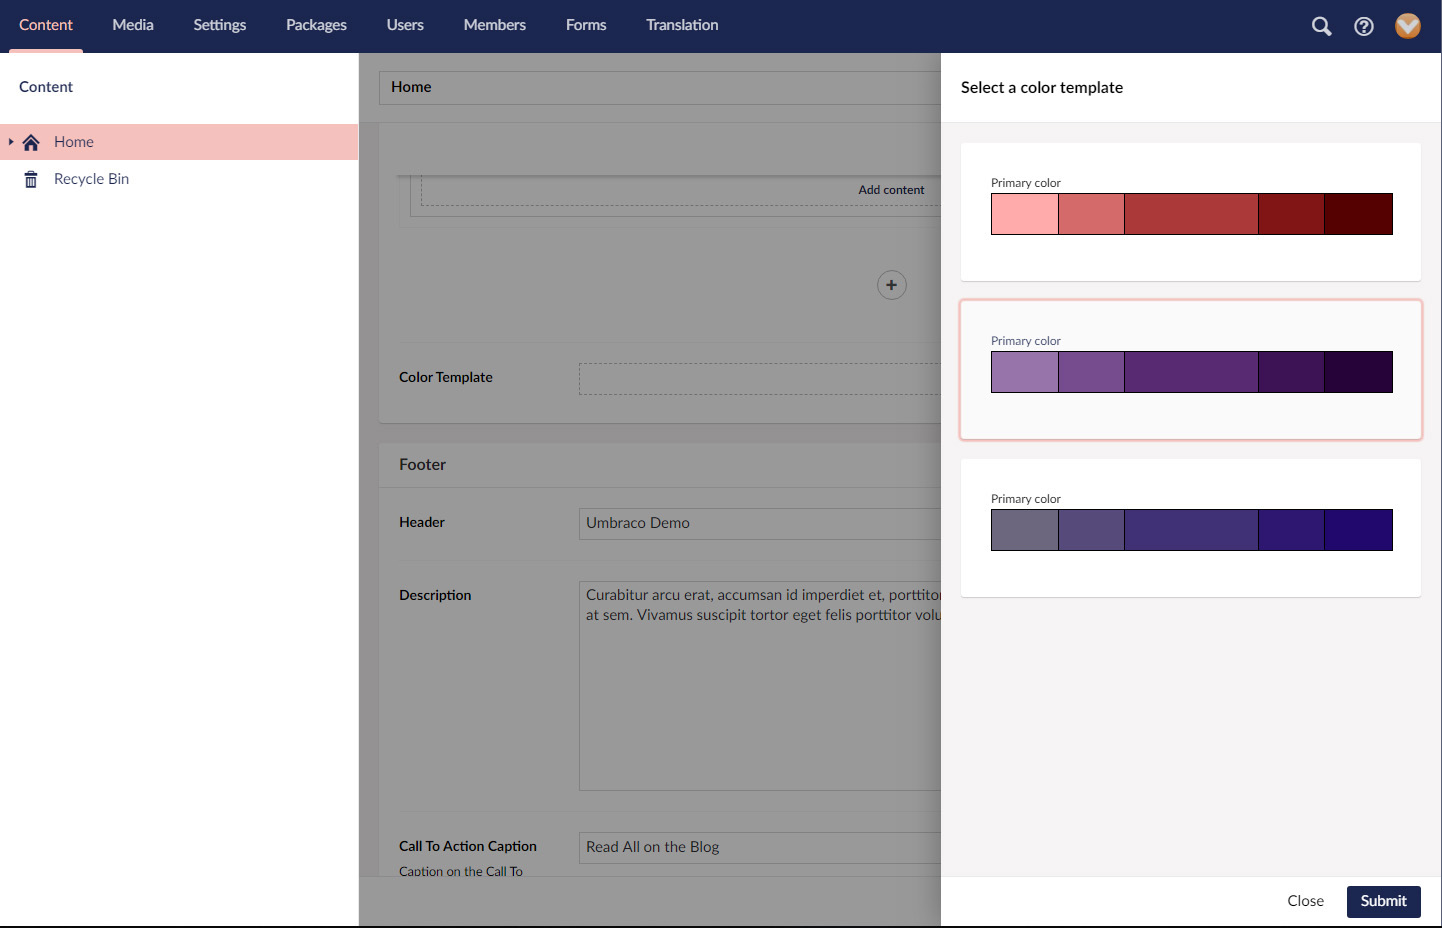 Content Media Settings Packages Users Members Forms Translation
Content
Home
Recycle Bin
Home
Add content
Color Template
Footer
Header
Umbraco Demo
Description
Curabitur arcu erat, accumsan id imperdiet et, porttitor
at sem. Vivamus suscipit tortor eget felis porttitor volu
Call To Action Caption
Read All on the Blog
Caption on the Call To
Select a color template
Primary color
Primary color
Primary color
Close Submit